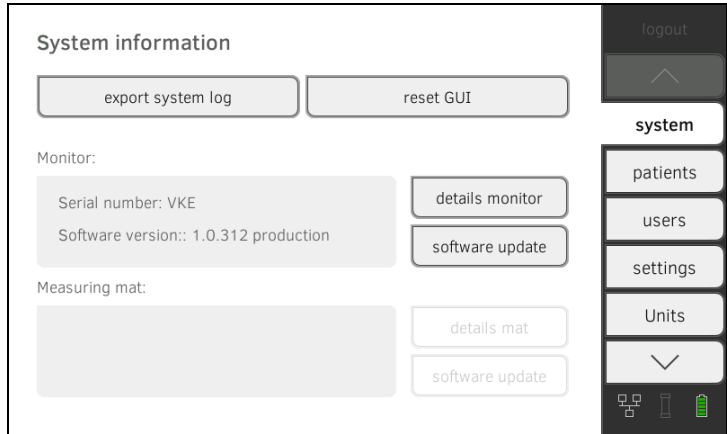 System information
export system log
reset GUI
Monitor:
Serial number: VKE
Software version:: 1.0.312 production
details monitor
software update
Measuring mat:
details mat
software update
logout
system
patients
users
settings
Units